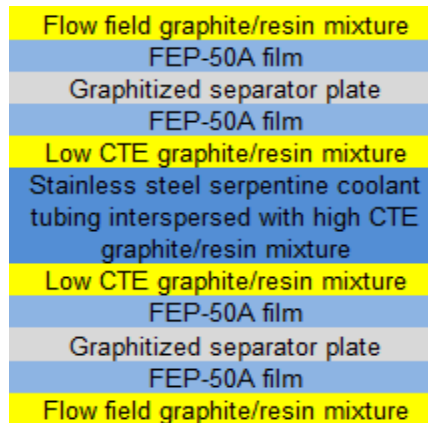 Flow field graphite/resin mixture
FEP-50A film
Graphitized separator plate
FEP-50A film
Low CTE graphite/resin mixture
Stainless steel serpentine coolant
tubing interspersed with high CTE
graphite/resin mixture
Low CTE graphite/resin mixture
FEP-50A film
Graphitized separator plate
FEP-50A film
Flow field graphite/resin mixture